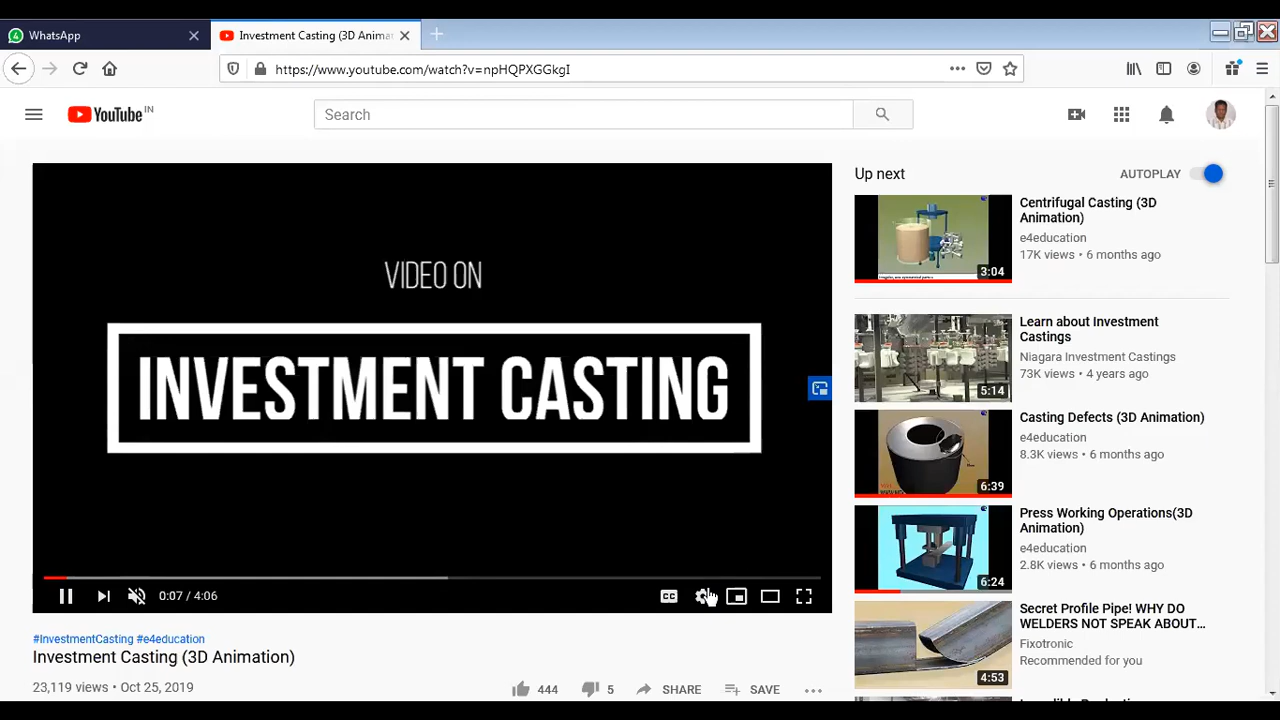 WhatsApp
Investment Casting (3D Anima
https://www.youtube.com/watch?v=npHQPXGGkgI
YouTube IN
Search
VIDEO ON
INVESTMENT CASTING
0:07 / 4:06
CC
#InvestmentCasting #e4education
Investment Casting (3D Animation)
23,119 views • Oct 25, 2019
444
5
SHARE
SAVE
Up next
AUTOPLAY
3:04
Centrifugal Casting (3D
Animation)
e4education
17K views • 6 months ago
5:14
Learn about Investment
Castings
Niagara Investment Castings
73K views • 4 years ago
6:39
Casting Defects (3D Animation)
e4education
8.3K views • 6 months ago
6:24
Press Working Operations(3D
Animation)
e4education
2.8K views • 6 months ago
4:53
Secret Profile Pipe! WHY DO
WELDERS NOT SPEAK ABOUT...
Fixotronic
Recommended for you